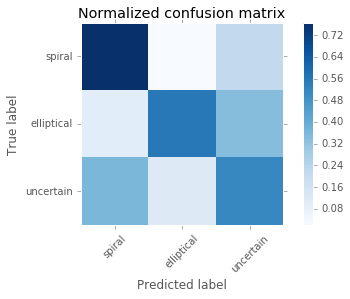 Normalized confusion matrix
True label
spiral
elliptical
uncertain
spiral
elliptical
uncertain
Predicted label
0.72
0.64
0.56
0.48
0.40
0.32
0.24
0.16
0.08